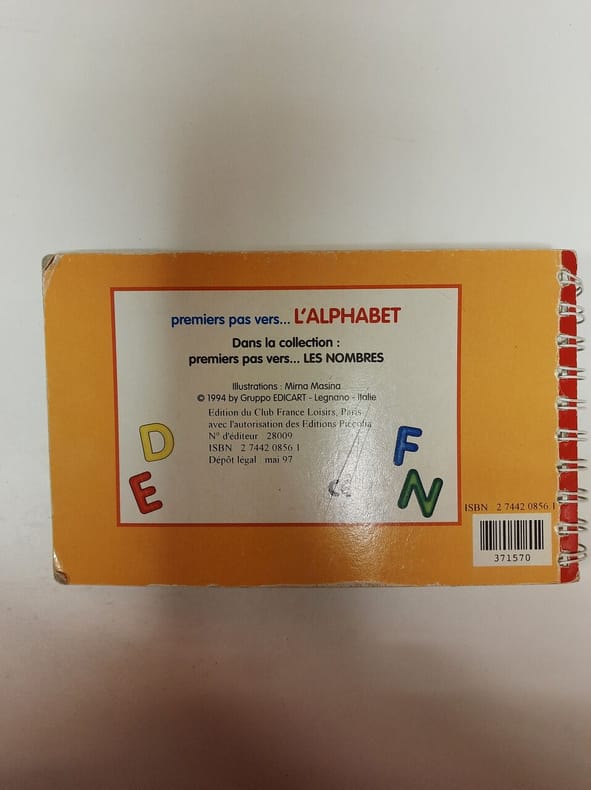 premiers pas vers... L'ALPHABET
Dans la collection :
premiers pas vers... LES NOMBRES
Illustrations : Mirna Masina
© 1994 by Gruppo EDICART - Legnano - Italie
Edition du Club France Loisirs, Paris
avec l'autorisation des Editions Piccolia
N° d'éditeur 28009
ISBN 2 7442 0856 1
Dépôt légal mai 97
D
F
E
CE
N
ISBN 2 7442 0856 1
371570